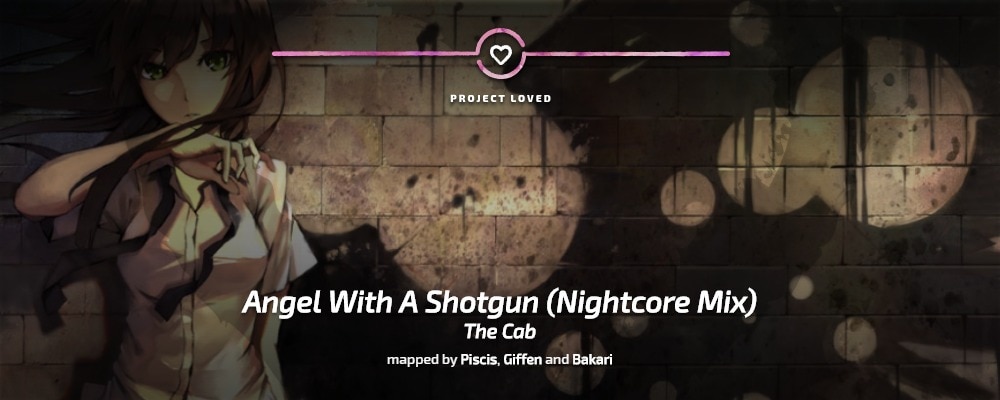 PROJECT LOVED
Angel With A Shotgun (Nightcore Mix)
The Cab
mapped by Piscis, Giffen and Bakari